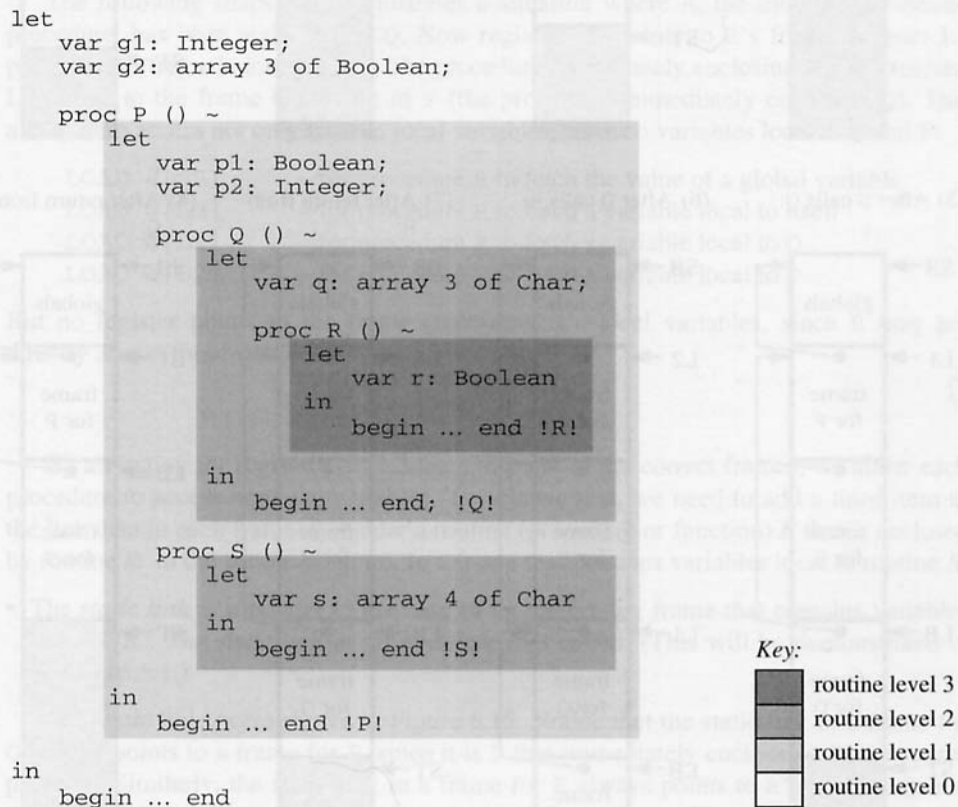 let
var g1: Integer;
var g2: array 3 of Boolean;
proc P () ~
let
var p1: Boolean;
var p2: Integer;
proc Q () ~
let
var q: array 3 of Char;
proc R () ~
let
var r: Boolean
in
begin … end !R!
in
begin … end; !Q!
proc S () ~
let
var s: array 4 of Char
in
begin … end !S!
in
begin … end !P!
in
begin … end
Key:
routine level 3
routine level 2
routine level 1
routine level 0